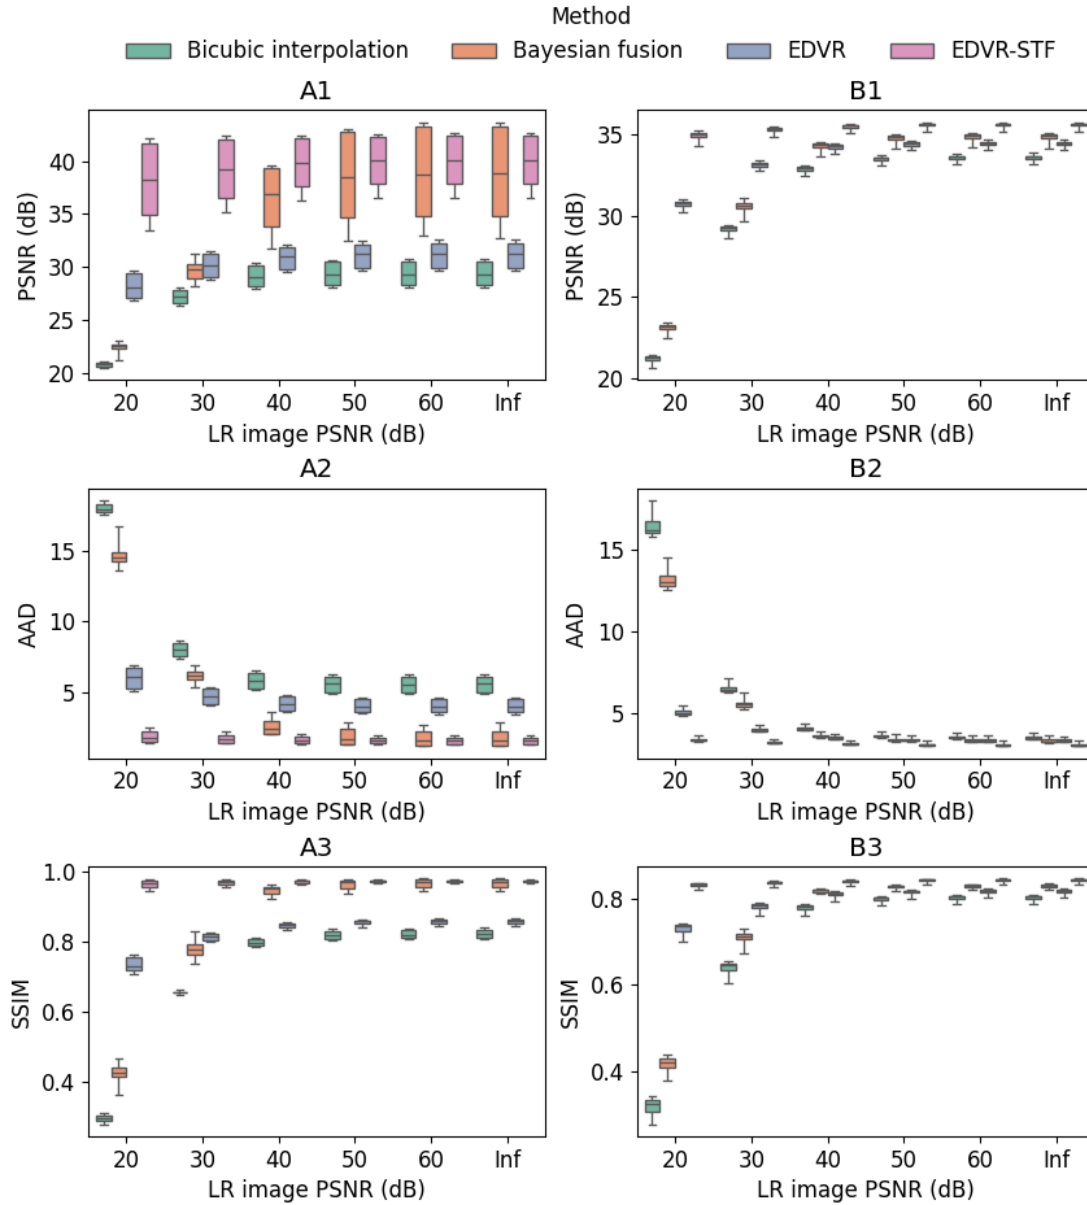 Method
Bicubic interpolation Bayesian fusion EDVR EDVR-STF
A1 B1
PSNR (dB)
40
35
30
25
20
20 30 40 50 60 Inf
LR image PSNR (dB)
PSNR (dB)
35
30
25
20
20 30 40 50 60 Inf
LR image PSNR (dB)
A2 B2
AAD
15
10
5
20 30 40 50 60 Inf
LR image PSNR (dB)
AAD
15
10
5
20 30 40 50 60 Inf
LR image PSNR (dB)
A3 B3
SSIM
1.0
0.8
0.6
0.4
20 30 40 50 60 Inf
LR image PSNR (dB)
SSIM
0.8
0.6
0.4
20 30 40 50 60 Inf
LR image PSNR (dB)